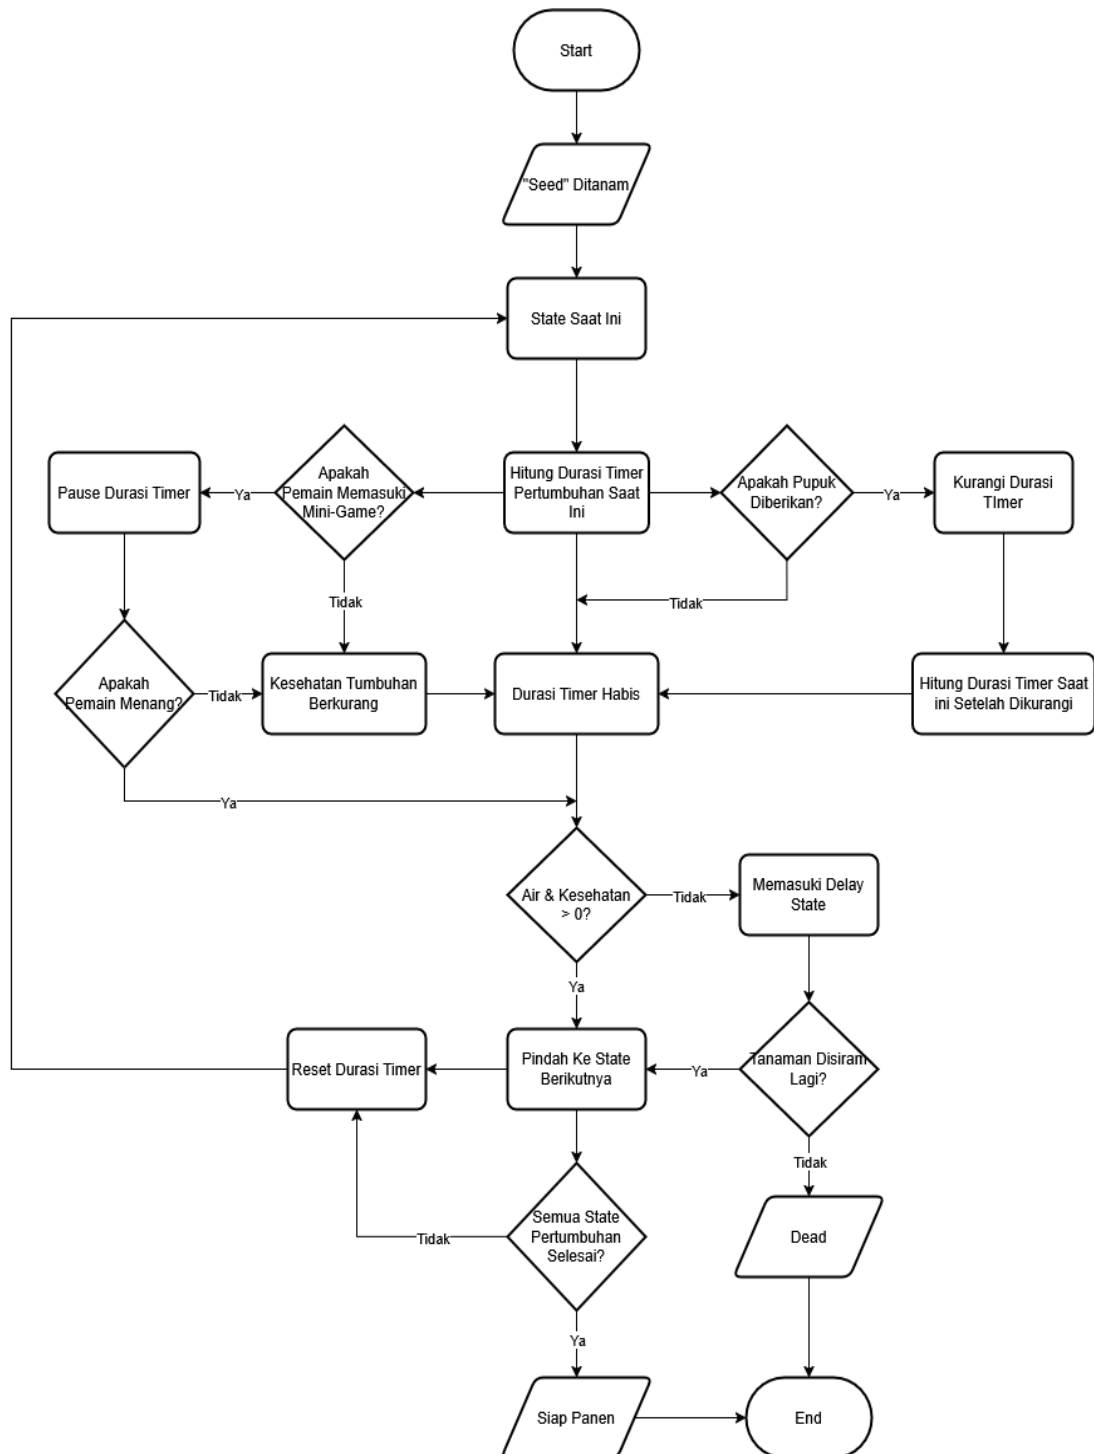 Start
"Seed" Ditanam
State Saat Ini
Pause Durasi Timer
Ya
Apakah
Pemain Memasuki
Mini-Game?
Hitung Durasi Timer
Pertumbuhan Saat
Ini
Apakah Pupuk
Diberikan?
Ya
Kurangi Durasi
TImer
Tidak
Tidak
Apakah
Pemain Menang?
Tidak
Kesehatan Tumbuhan
Berkurang
Durasi Timer Habis
Hitung Durasi Timer Saat
ini Setelah Dikurangi
Ya
Air & Kesehatan
> 0?
Tidak
Memasuki Delay
State
Ya
Reset Durasi Timer
Pindah Ke State
Berikutnya
Ya
Tanaman Disiram
Lagi?
Tidak
Tidak
Semua State
Pertumbuhan
Selesai?
Dead
Ya
Siap Panen
End